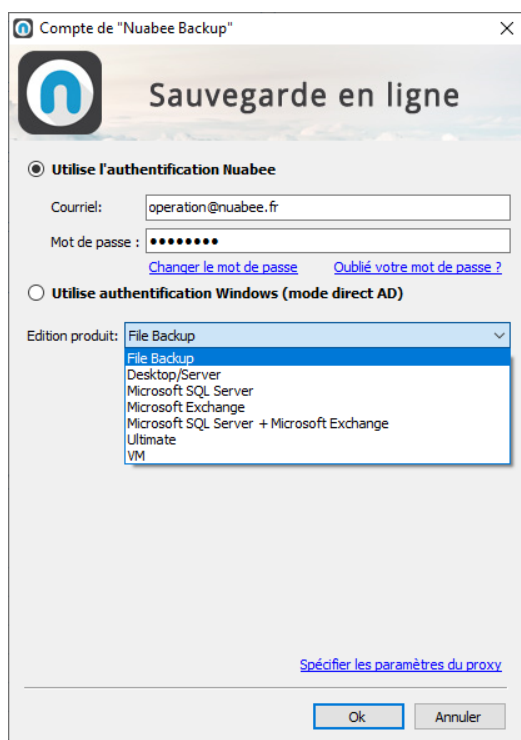 Compte de "Nuabee Backup"
Sauvegarde en ligne
Utilise l'authentification Nuabee
Courriel: operation@nuabee.fr
Mot de passe : ●●●●●●●●
Changer le mot de passe Oublié votre mot de passe ?
Utilise authentification Windows (mode direct AD)
Edition produit: File Backup
File Backup
Desktop/Server
Microsoft SQL Server
Microsoft Exchange
Microsoft SQL Server + Microsoft Exchange
Ultimate
VM
Spécifier les paramètres du proxy
Ok Annuler